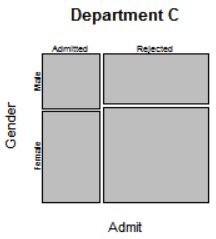 Department C
Admitted Rejected
Male
Gender
Female
Admit